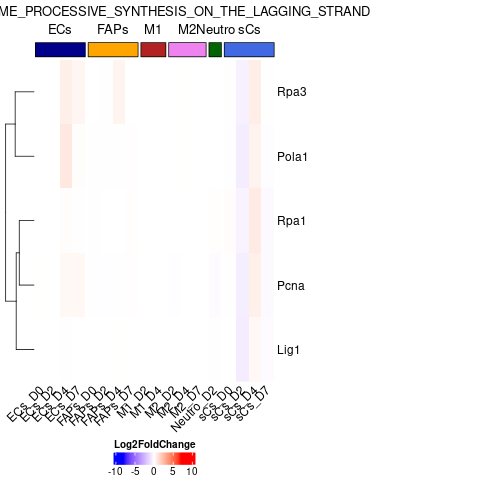 ME_PROCESSIVE_SYNTHESIS_ON_THE_LAGGING_STRAND
ECs FAPs M1 M2 Neutro sCs
Rpa3
Pola1
Rpa1
Pcna
Lig1
ECs_D0 ECs_D2 ECs_D4 ECs_D7 FAPs_D0 FAPs_D2 FAPs_D4 FAPs_D7 M1_D2 M1_D4 M2_D2 M2_D4 M2_D7 Neutro_D2 sCs_D0 sCs_D2 sCs_D4 sCs_D7
Log2FoldChange
-10 -5 0 5 10